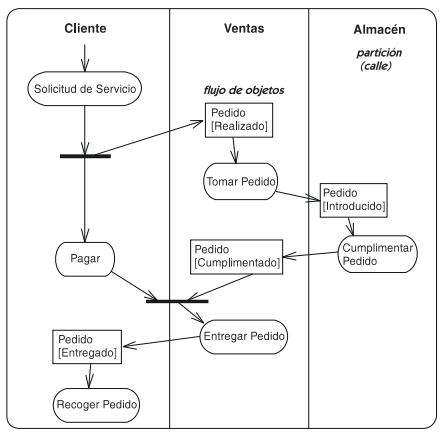 Cliente
Ventas
Almacén
partición
(calle)
Solicitud de Servicio
flujo de objetos
Pedido
[Realizado]
Tomar Pedido
Pedido
[Introducido]
Pagar
Pedido
[Cumplimentado]
Cumplimentar
Pedido
Entregar Pedido
Pedido
[Entregado]
Recoger Pedido